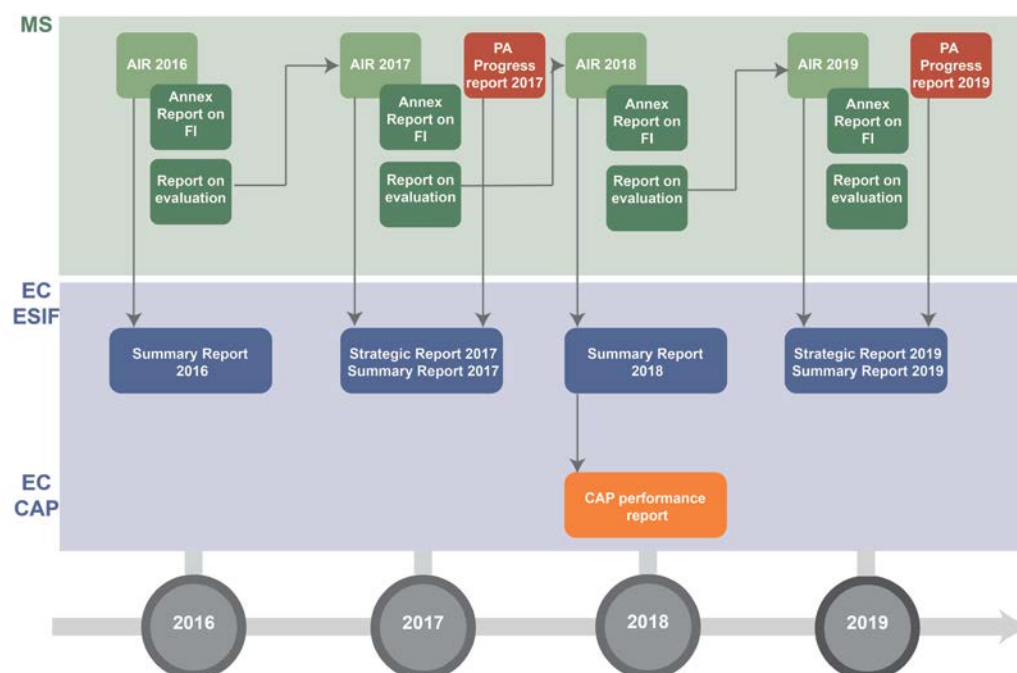 MS
AIR 2016
Annex
Report on
FI
Report on
evaluation
AIR 2017
Annex
Report on
FI
Report on
evaluation
PA
Progress
report 2017
AIR 2018
Annex
Report on
FI
Report on
evaluation
AIR 2019
Annex
Report on
FI
Report on
evaluation
PA
Progress
report 2019
EC
ESIF
Summary Report
2016
Strategic Report 2017
Summary Report 2017
Summary Report
2018
Strategic Report 2019
Summary Report 2019
EC
CAP
CAP performance
report
2016
2017
2018
2019